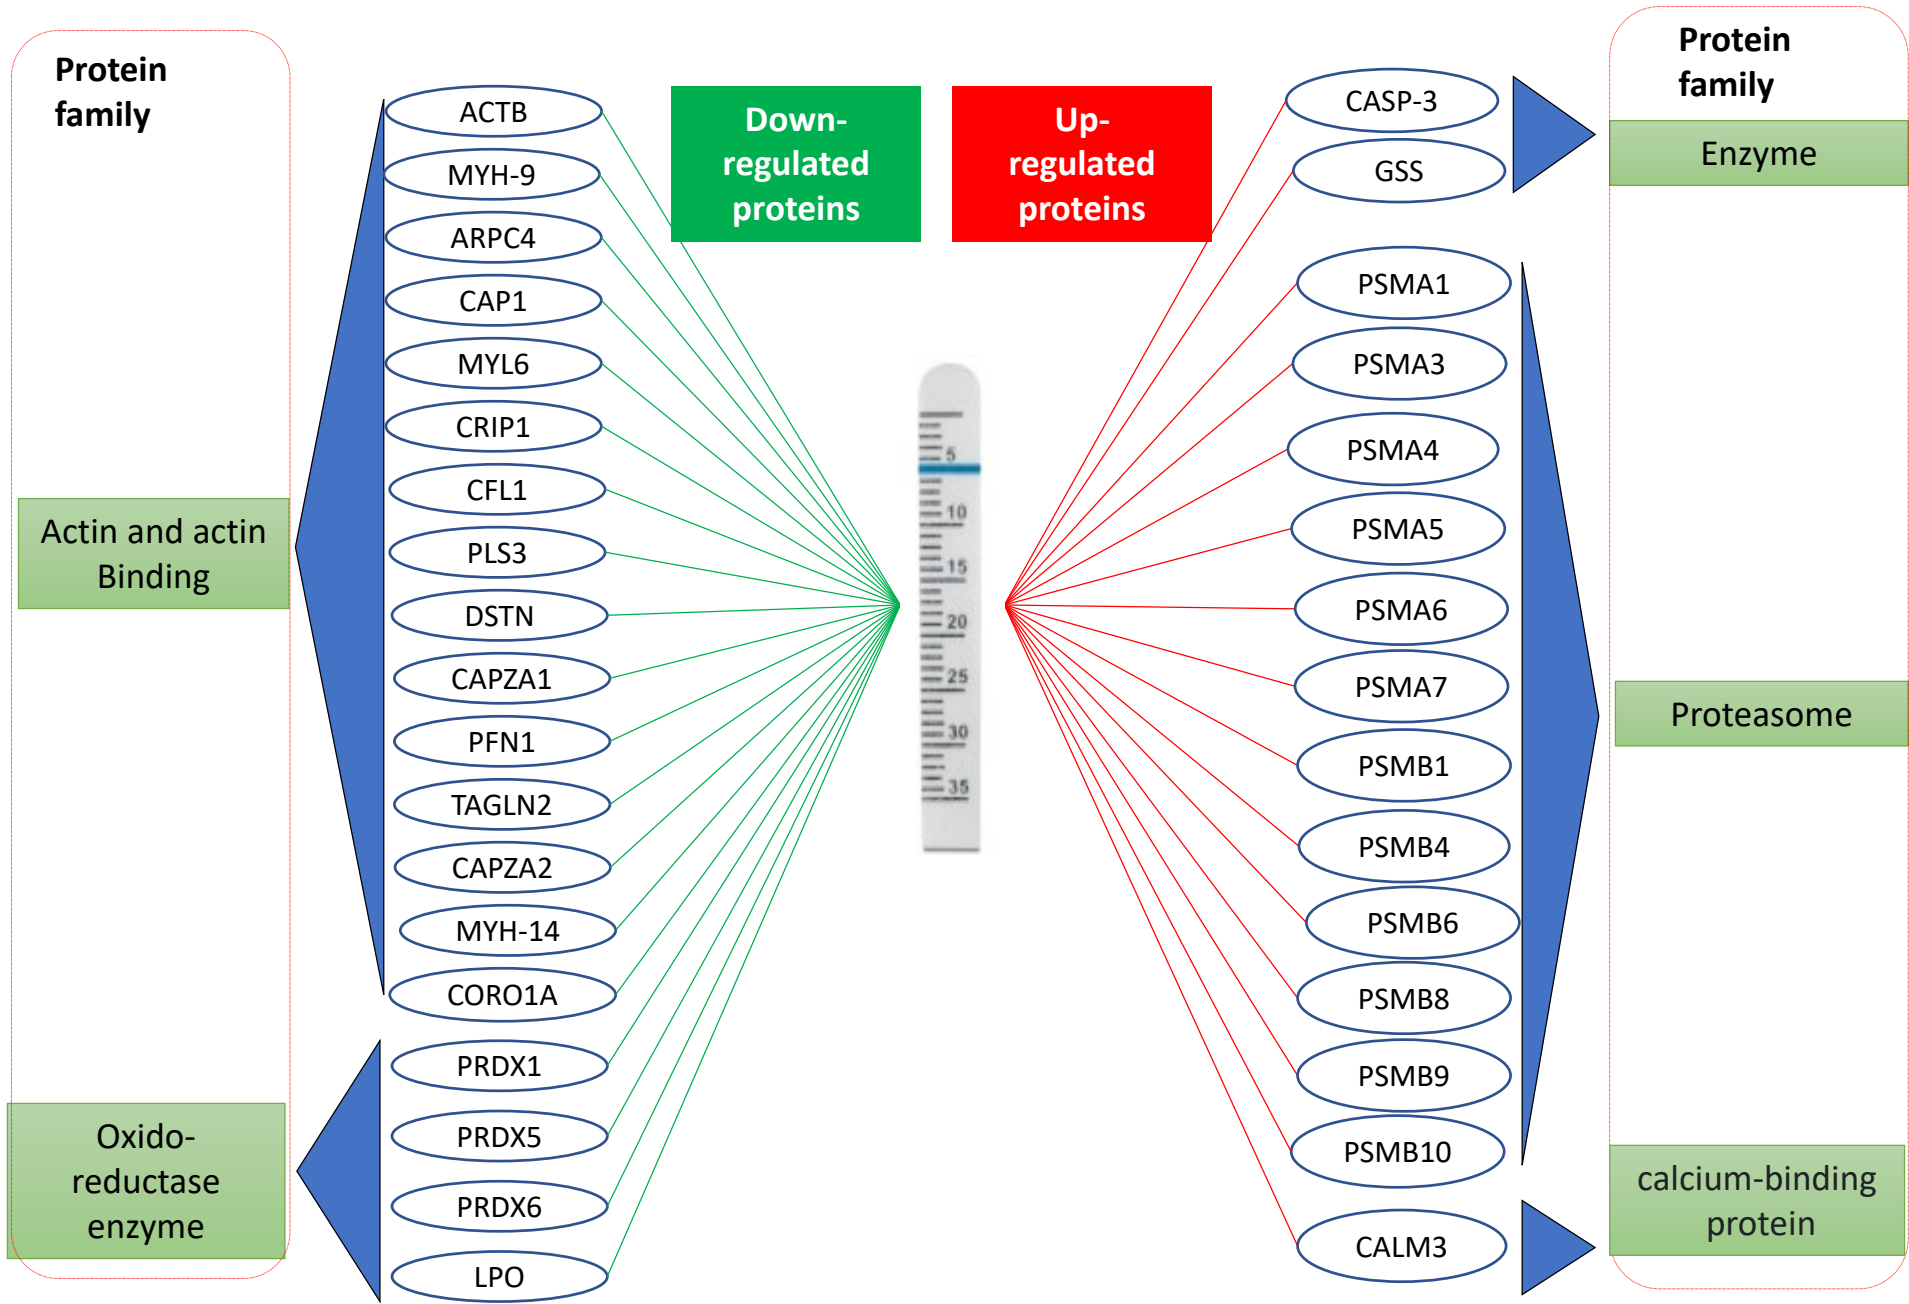 Protein
family
Actin and actin
Binding
Oxido-
reductase
enzyme
ACTB
MYH-9
ARPC4
CAP1
MYL6
CRIP1
CFL1
PLS3
DSTN
CAPZA1
PFN1
TAGLN2
CAPZA2
MYH-14
CORO1A
PRDX1
PRDX5
PRDX6
LPO
Down-
regulated
proteins
Up-
regulated
proteins
5
10
15
20
25
30
35
CASP-3
GSS
PSMA1
PSMA3
PSMA4
PSMA5
PSMA6
PSMA7
PSMB1
PSMB4
PSMB6
PSMB8
PSMB9
PSMB10
CALM3
Protein
family
Enzyme
Proteasome
calcium-binding
protein